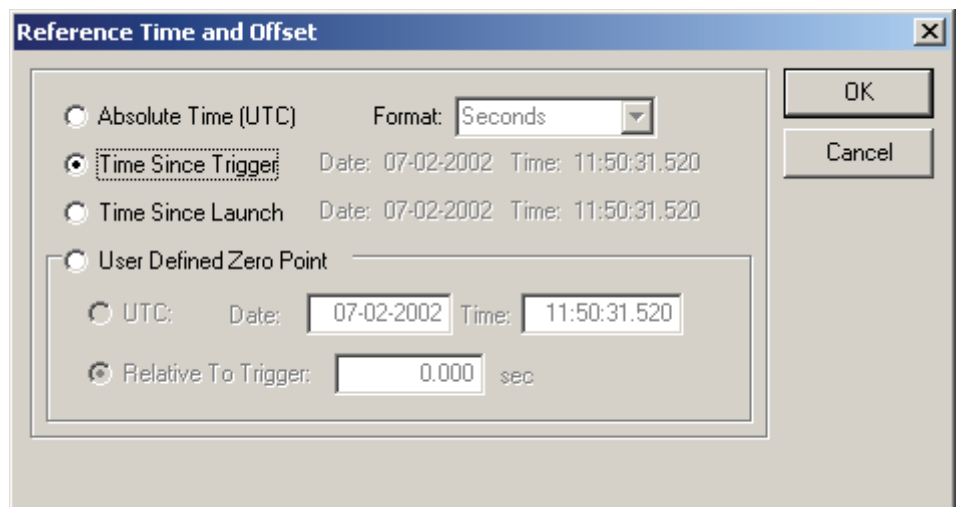 Reference Time and Offset
Absolute Time (UTC) Format: Seconds
Time Since Trigger Date: 07-02-2002 Time: 11:50:31.520
Time Since Launch Date: 07-02-2002 Time: 11:50:31.520
User Defined Zero Point
UTC: Date: 07-02-2002 Time: 11:50:31.520
Relative To Trigger: 0.000 sec
OK
Cancel